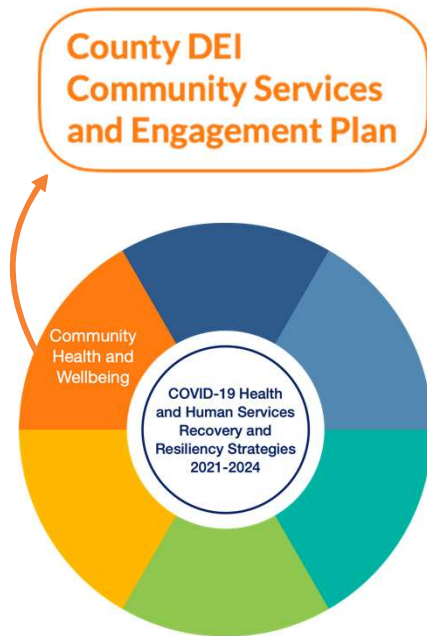 County DEI
Community Services
and Engagement Plan
Community
Health and
Wellbeing
COVID-19 Health
and Human Services
Recovery and
Resiliency Strategies
2021-2024